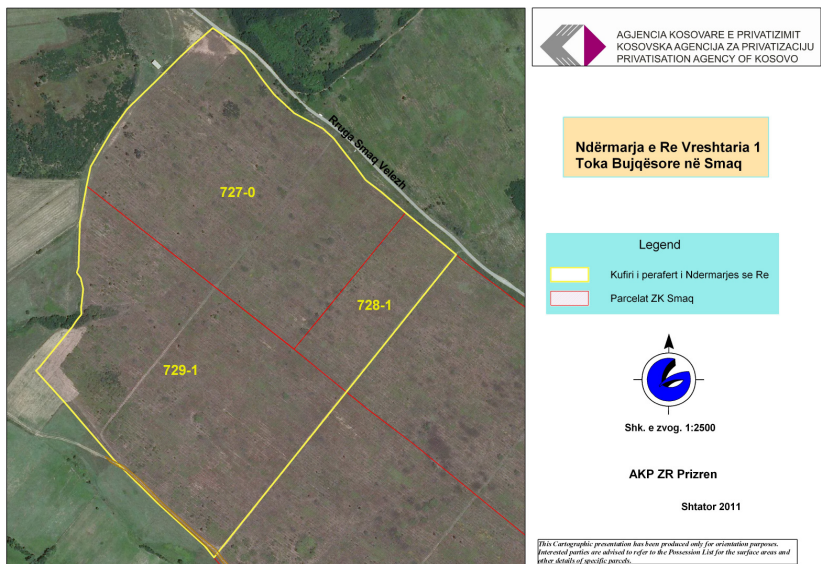 AGJENCIA KOSOVARE E PRIVATIZIMIT
KOSOVSKA AGENCIJA ZA PRIVATIZACIJU
PRIVATISATION AGENCY OF KOSOVO
Ndërmarja e Re Vreshtaria 1
Toka Bujqësore në Smaq
Legend
Kufiri i perafert i Ndermarjes se Re
Parcelat ZK Smaq
Shk. e zvog. 1:2500
AKP ZR Prizren
Shtator 2011
This Cartographic presentation has been produced only for orientation purposes.
Interested parties are advised to refer to the Possession List for the surface areas and
other details of specific parcels.
Rruga Smaq Velezh
727-0
728-1
729-1